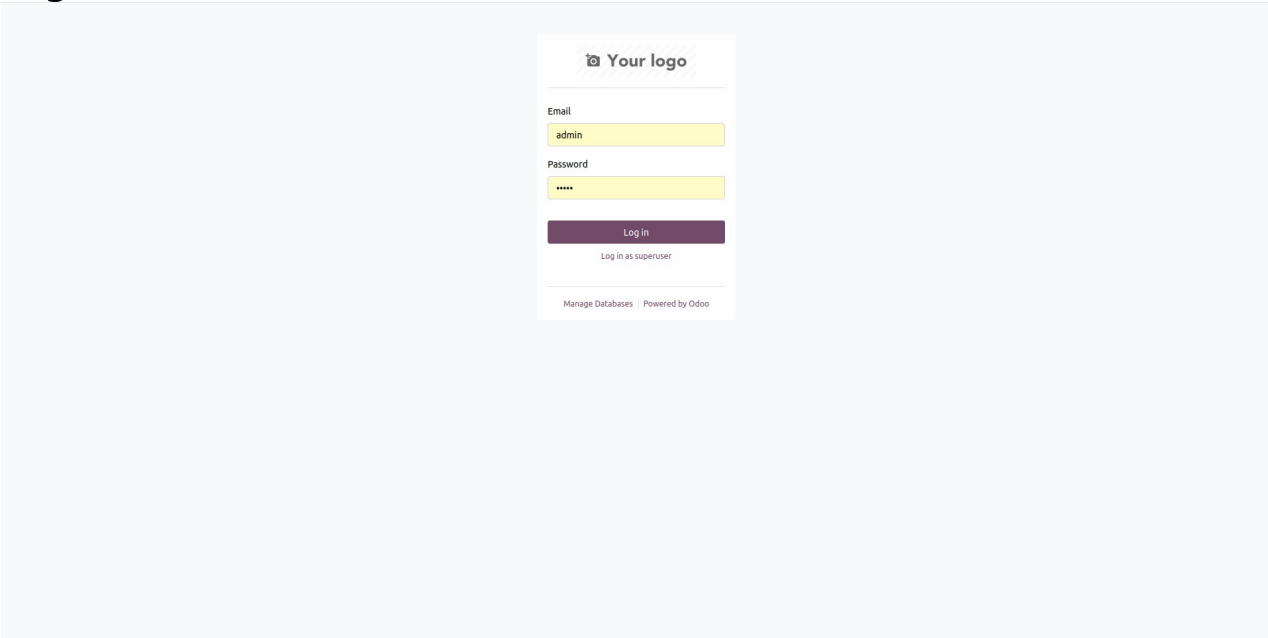 Your logo
Email
admin
Password
•••••
Log in
Log in as superuser
Manage Databases | Powered by Odoo